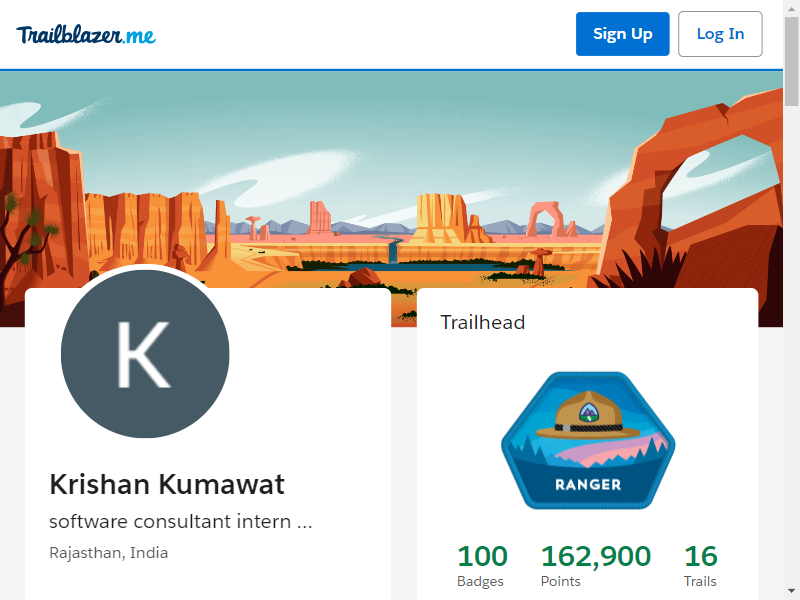 Trailblazer.me
Sign Up
Log In
K
Krishan Kumawat
software consultant intern ...
Rajasthan, India
Trailhead
RANGER
100
Badges
162,900
Points
16
Trails